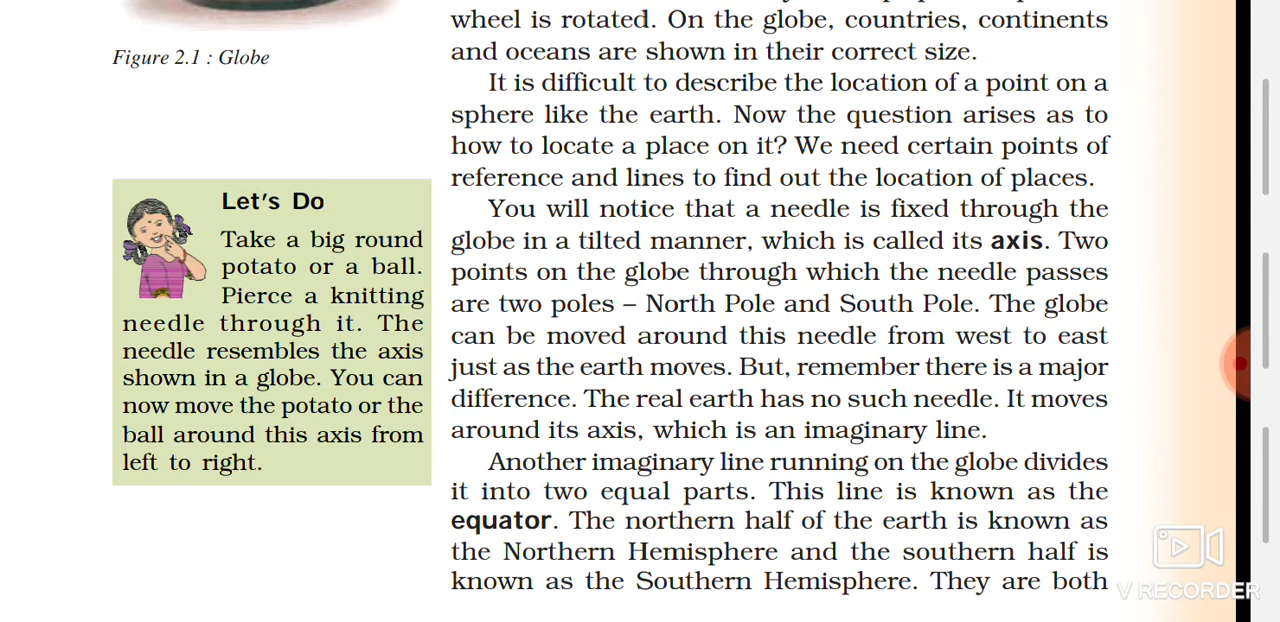 wheel is rotated. On the globe, countries, continents
and oceans are shown in their correct size.
Figure 2.1 : Globe
It is difficult to describe the location of a point on a
sphere like the earth. Now the question arises as to
how to locate a place on it? We need certain points of
reference and lines to find out the location of places.
You will notice that a needle is fixed through the
globe in a tilted manner, which is called its axis. Two
points on the globe through which the needle passes
are two poles – North Pole and South Pole. The globe
can be moved around this needle from west to east
just as the earth moves. But, remember there is a major
difference. The real earth has no such needle. It moves
around its axis, which is an imaginary line.
Another imaginary line running on the globe divides
it into two equal parts. This line is known as the
equator. The northern half of the earth is known as
the Northern Hemisphere and the southern half is
known as the Southern Hemisphere. They are both
Let's Do
Take a big round
potato or a ball.
Pierce a knitting
needle through it. The
needle resembles the axis
shown in a globe. You can
now move the potato or the
ball around this axis from
left to right.
V RECORDER